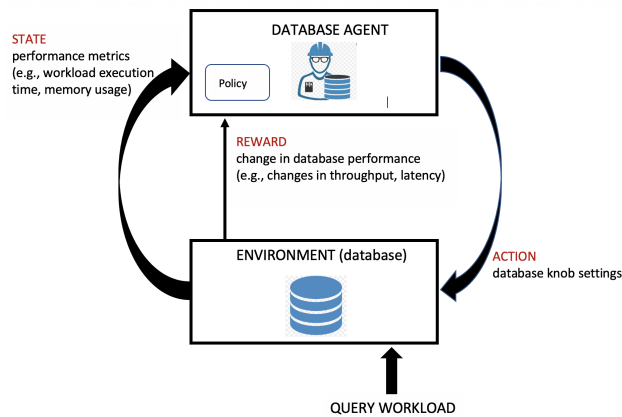 DATABASE AGENT
STATE
performance metrics
(e.g., workload execution
time, memory usage)
Policy
REWARD
change in database performance
(e.g., changes in throughput, latency)
ENVIRONMENT (database)
ACTION
database knob settings
QUERY WORKLOAD